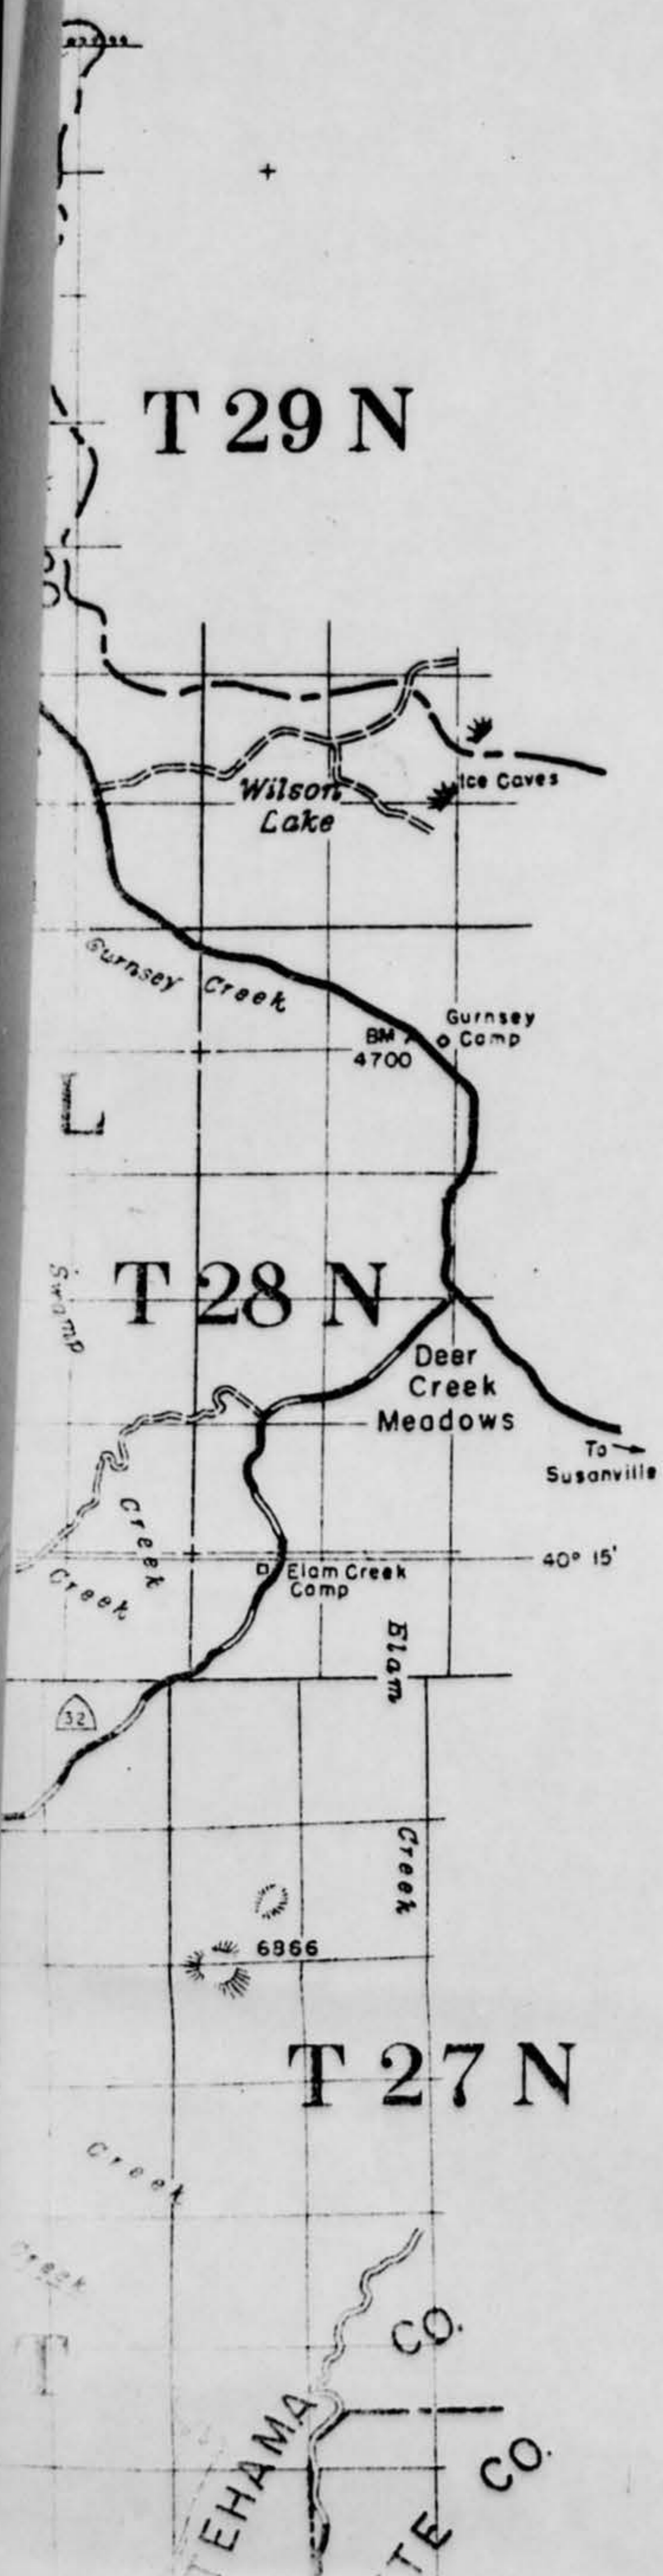 T 29 N
Wilson
Lake
Ice Caves
Gurnsey Creek
Gurnsey
Camp
BM
4700
L
T 28 N
Swamp
Deer
Creek
Meadows
To
Susanville
Creek
Creek
40° 15'
Elam Creek
Camp
Elam
32
Creek
6866
T 27 N
Creek
Creek
T
CO.
TEHAMA
CO.
TE